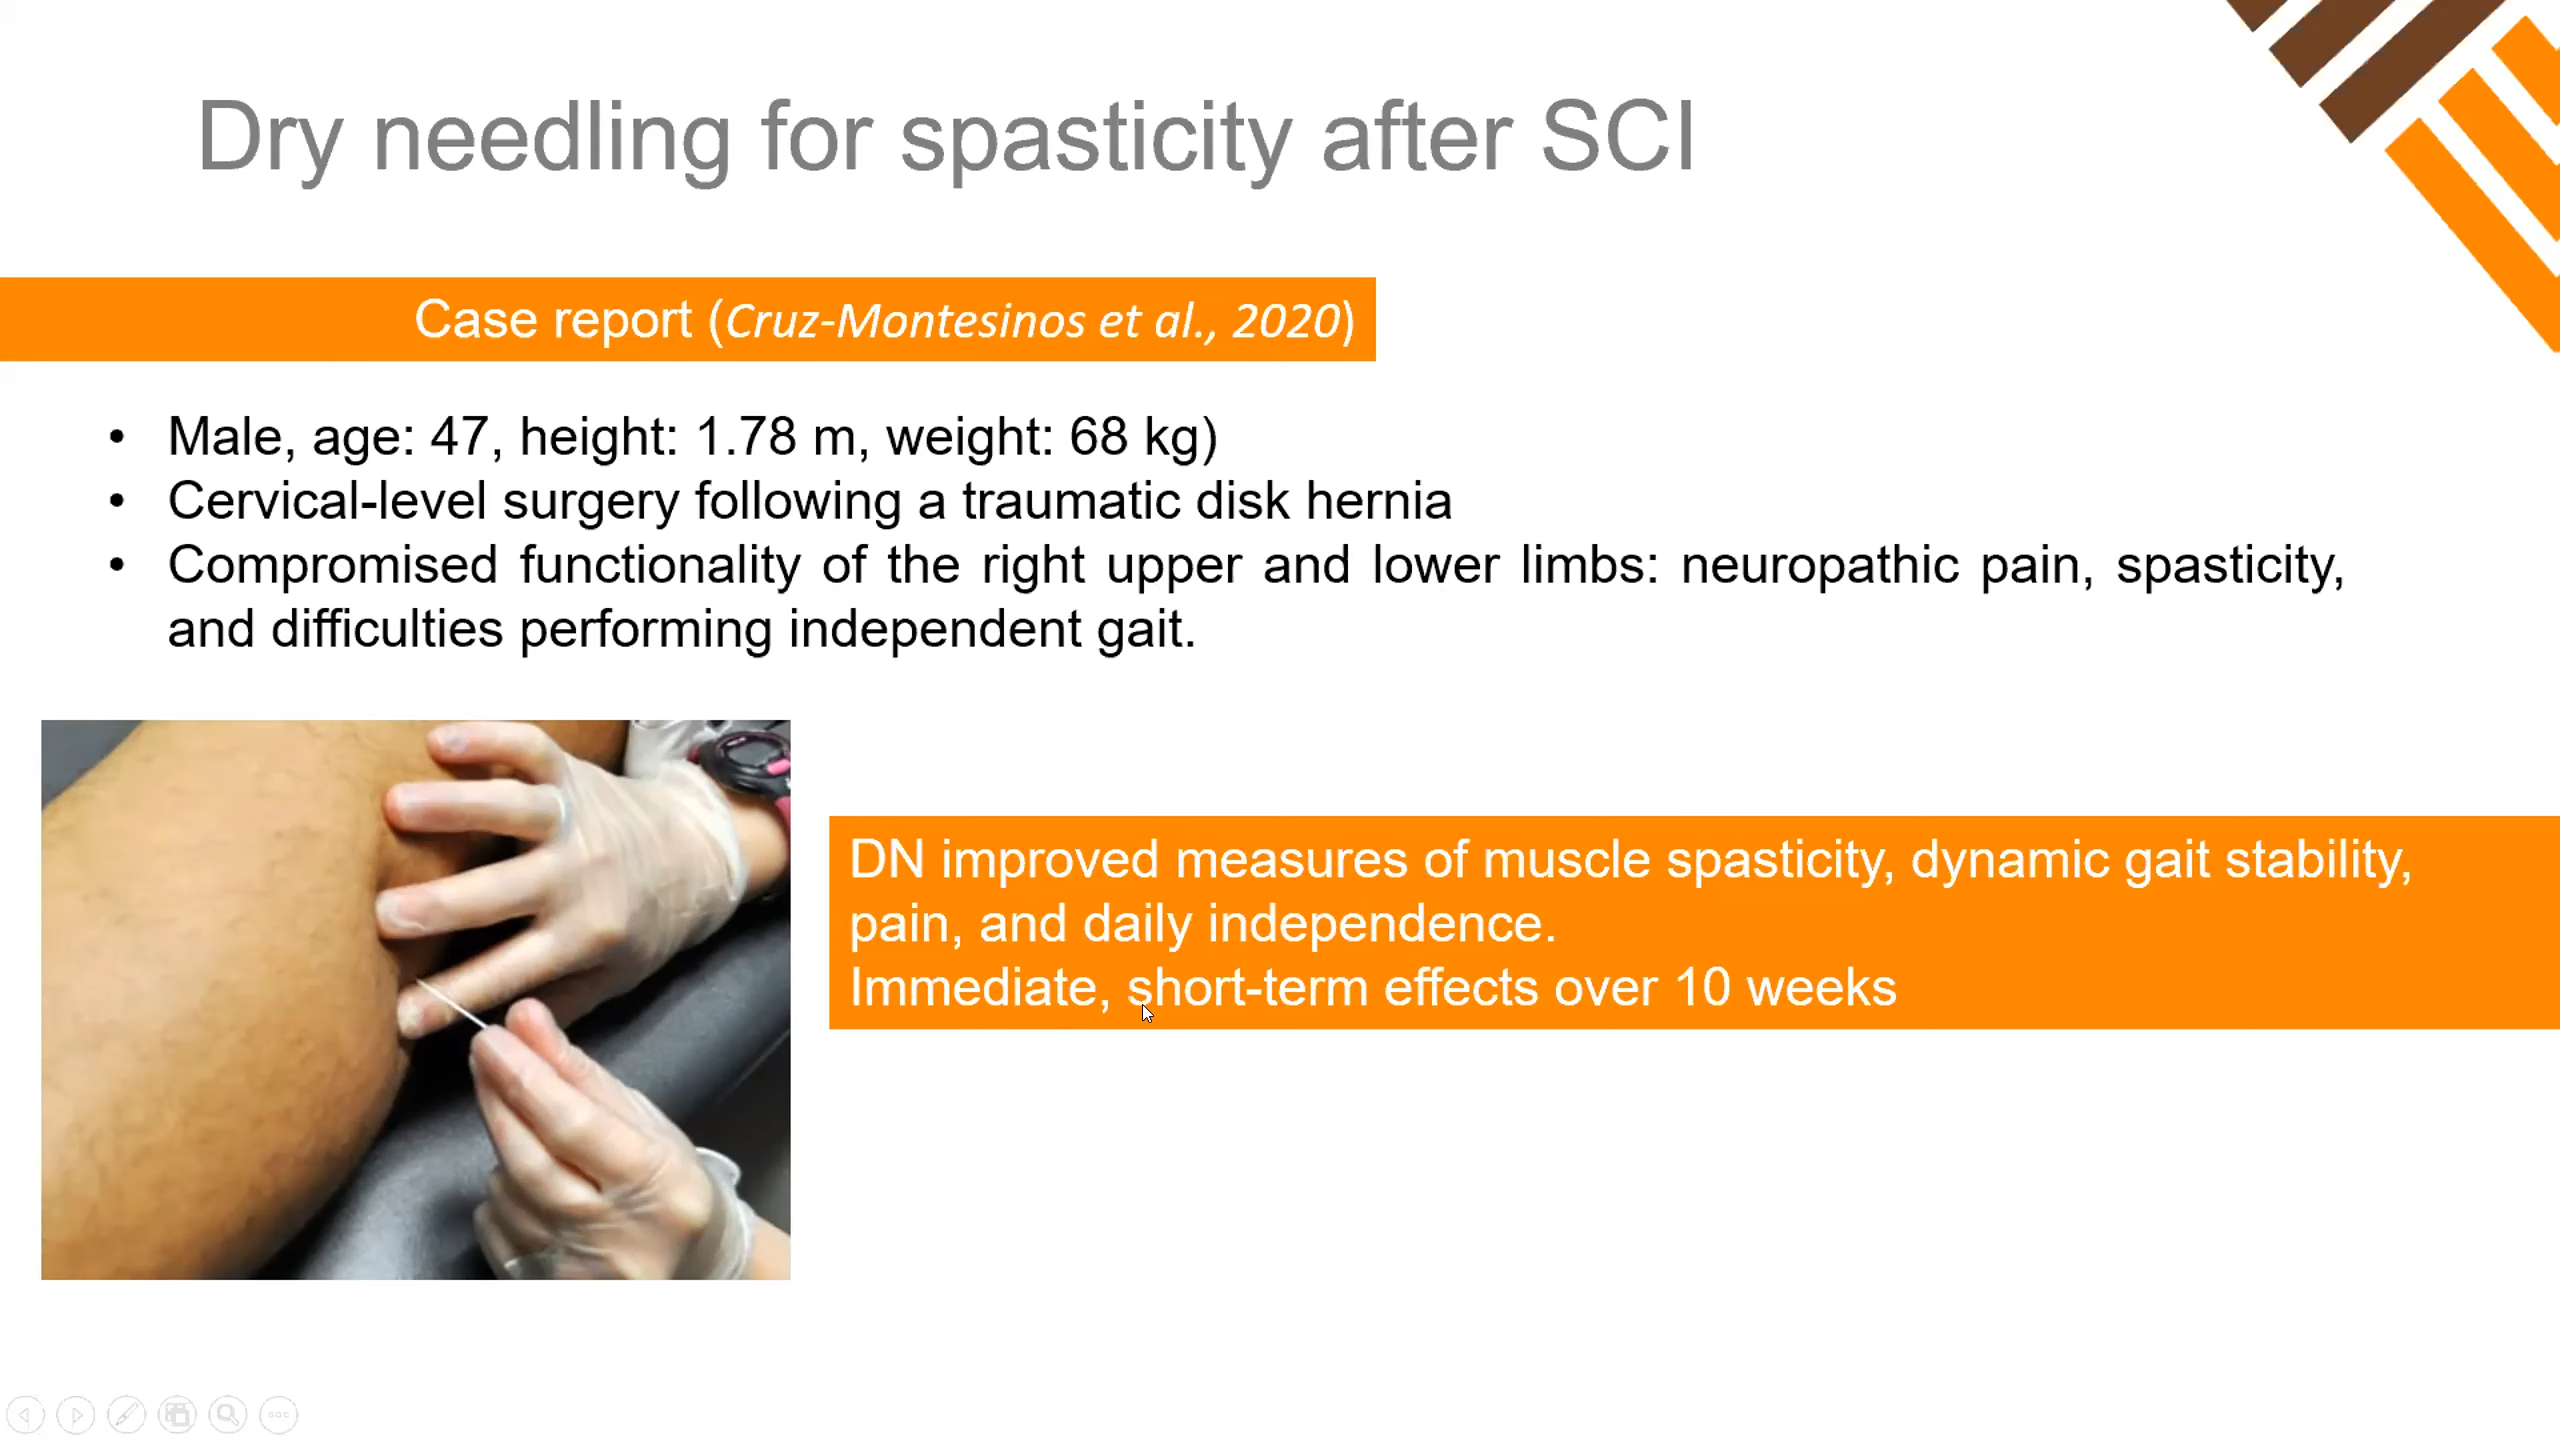 Dry needling for spasticity after SCI
Case report (Cruz-Montesinos et al., 2020)
• Male, age: 47, height: 1.78 m, weight: 68 kg)
• Cervical-level surgery following a traumatic disk hernia
• Compromised functionality of the right upper and lower limbs: neuropathic pain, spasticity,
and difficulties performing independent gait.
DN improved measures of muscle spasticity, dynamic gait stability,
pain, and daily independence.
Immediate, short-term effects over 10 weeks